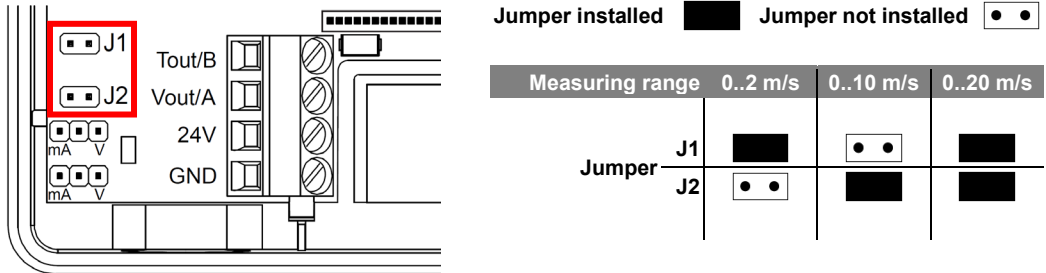 J1
J2
mA V
mA V
Tout/B
Vout/A
24V
GND
Jumper installed
Jumper not installed
Measuring range 0..2 m/s 0..10 m/s 0..20 m/s
Jumper
J1
J2